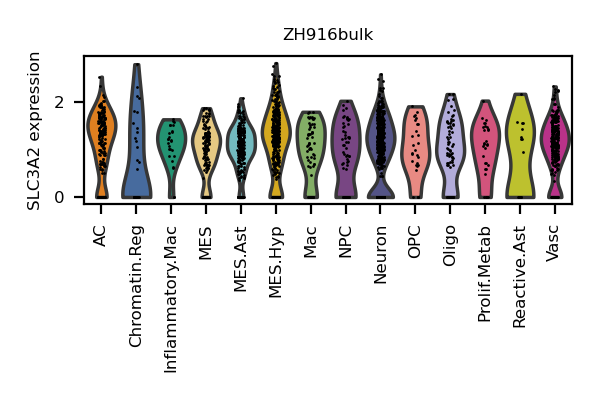 ZH916bulk
SLC3A2 expression
2
0
AC
Chromatin.Reg
Inflammatory.Mac
MES
MES.Ast
MES.Hyp
Mac
NPC
Neuron
OPC
Oligo
Prolif.Metab
Reactive.Ast
Vasc